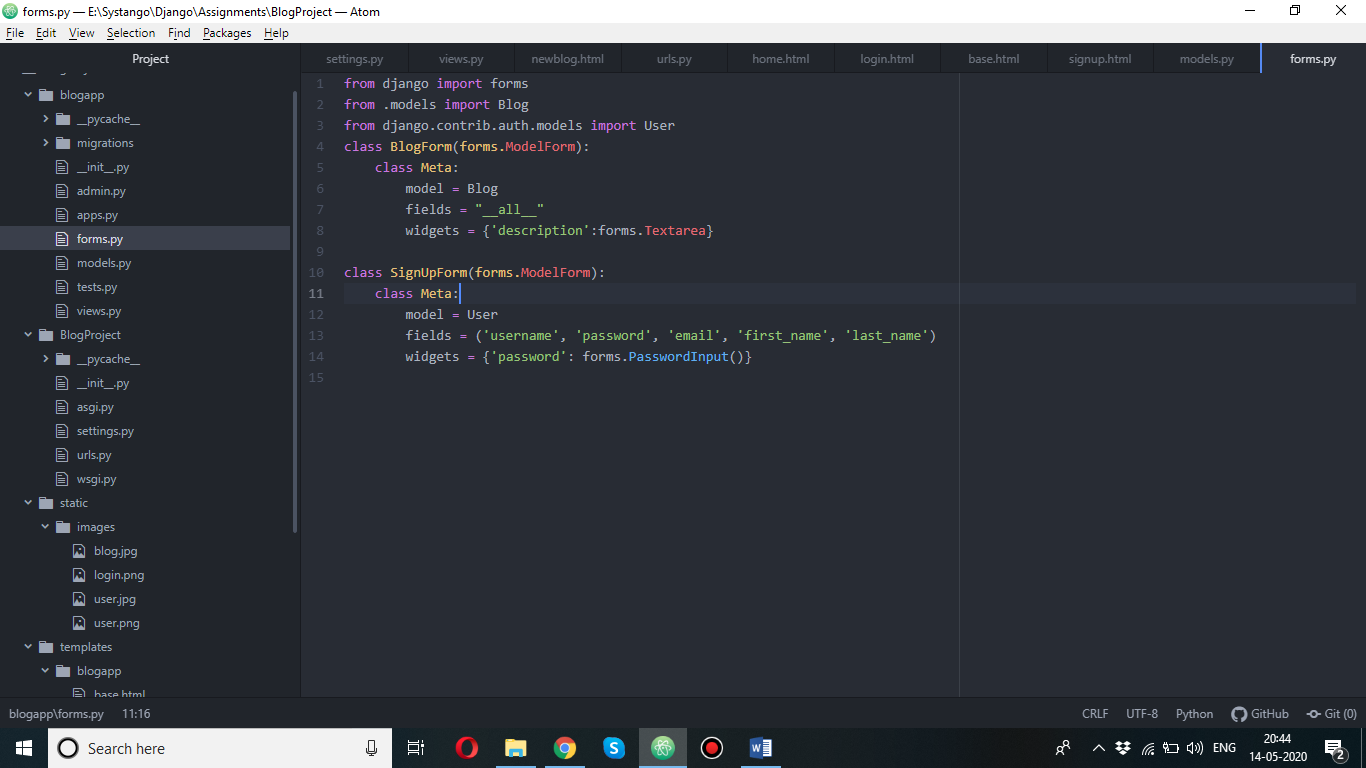 forms.py — E:\Systango\Django\Assignments\BlogProject — Atom
File Edit View Selection Find Packages Help
Project
settings.py views.py newblog.html urls.py home.html login.html base.html signup.html models.py forms.py
blogapp
__pycache__
migrations
__init__.py
admin.py
apps.py
forms.py
models.py
tests.py
views.py
BlogProject
__pycache__
__init__.py
asgi.py
settings.py
urls.py
wsgi.py
static
images
blog.jpg
login.png
user.jpg
user.png
templates
blogapp
base.html
1 from django import forms
2 from .models import Blog
3 from django.contrib.auth.models import User
4 class BlogForm(forms.ModelForm):
5     class Meta:
6         model = Blog
7         fields = "__all__"
8         widgets = {'description':forms.Textarea}
9
10 class SignUpForm(forms.ModelForm):
11     class Meta:
12         model = User
13         fields = ('username', 'password', 'email', 'first_name', 'last_name')
14         widgets = {'password': forms.PasswordInput()}
15
blogapp\forms.py 11:16 CRLF UTF-8 Python GitHub Git (0)
Search here
W
S
ENG
20:44
14-05-2020
2